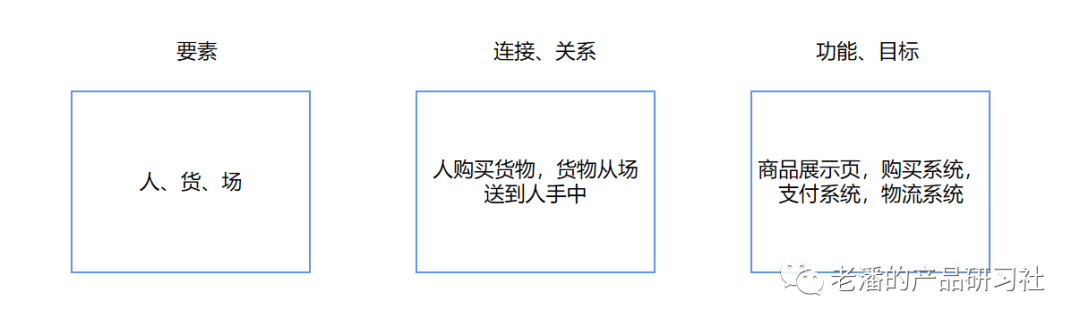 要素
连接、关系
功能、目标
人、货、场
人购买货物，货物从场
送到人手中
商品展示页，购买系统，
支付系统，物流系统
老潘的产品研习社